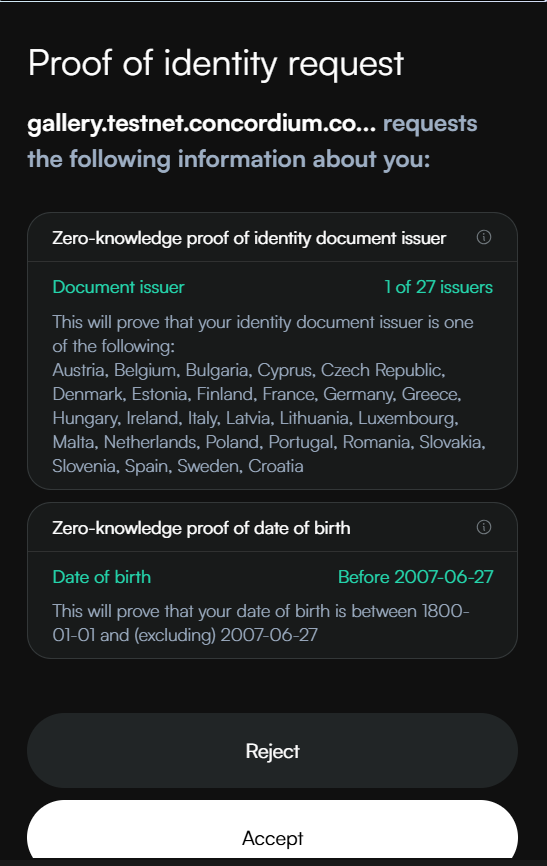 Proof of identity request
gallery.testnet.concordium.co... requests
the following information about you:
Zero-knowledge proof of identity document issuer
Document issuer 1 of 27 issuers
This will prove that your identity document issuer is one
of the following:
Austria, Belgium, Bulgaria, Cyprus, Czech Republic,
Denmark, Estonia, Finland, France, Germany, Greece,
Hungary, Ireland, Italy, Latvia, Lithuania, Luxembourg,
Malta, Netherlands, Poland, Portugal, Romania, Slovakia,
Slovenia, Spain, Sweden, Croatia
Zero-knowledge proof of date of birth
Date of birth Before 2007-06-27
This will prove that your date of birth is between 1800-
01-01 and (excluding) 2007-06-27
Reject
Accept